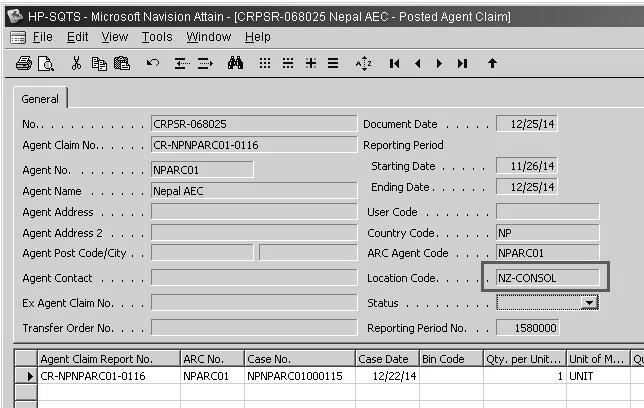 HP-SQTS - Microsoft Navision Attain - [CRPSR-068025 Nepal AEC - Posted Agent Claim]
File Edit View Tools Window Help
General
No. . . . . . . . . . . . CRPSR-068025 Document Date . . . . . 12/25/14
Agent Claim No. . . . . . CR-NPNPARC01-0116 Reporting Period
Agent No. . . . . . . . . NPARC01 Starting Date . . . . . 11/26/14
Agent Name . . . . . . Nepal AEC Ending Date . . . . . . 12/25/14
Agent Address . . . . . . User Code . . . . . . .
Agent Address 2 . . . . . Country Code. . . . . . NP
Agent Post Code/City . . ARC Agent Code . . . . NPARC01
Agent Contact . . . . . . Location Code. . . . . . NZ-CONSOL
Ex Agent Claim No. . . . Status . . . . . . . . .
Transfer Order No. . . . Reporting Period No. . . 1580000
Agent Claim Report No. ARC No. Case No. Case Date Bin Code Qty. per Unit... Unit of M... Qu
CR-NPNPARC01-0116 NPARC01 NPNPARC01000115 12/22/14 1 UNIT